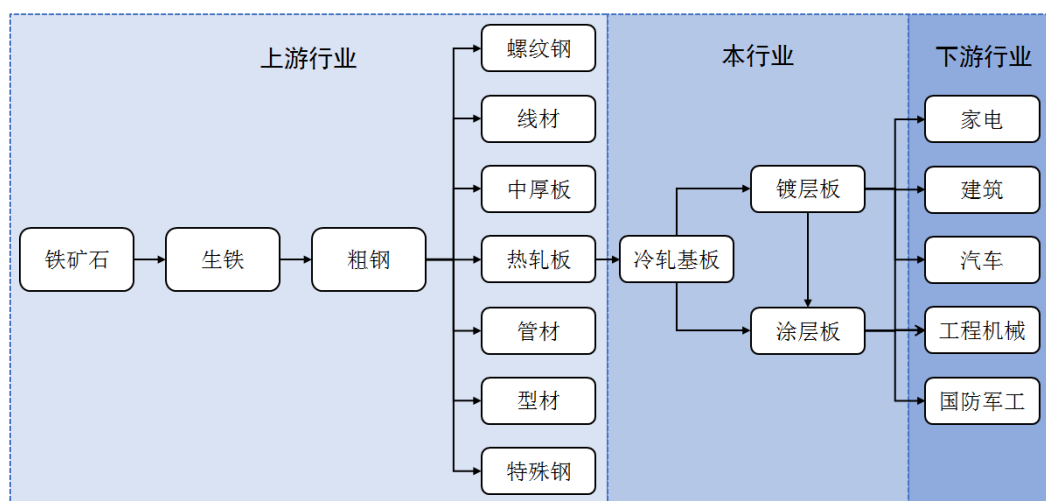 上游行业
本行业
下游行业
螺纹钢
线材
中厚板
铁矿石
生铁
粗钢
热轧板
管材
型材
特殊钢
冷轧基板
镀层板
涂层板
家电
建筑
汽车
工程机械
国防军工